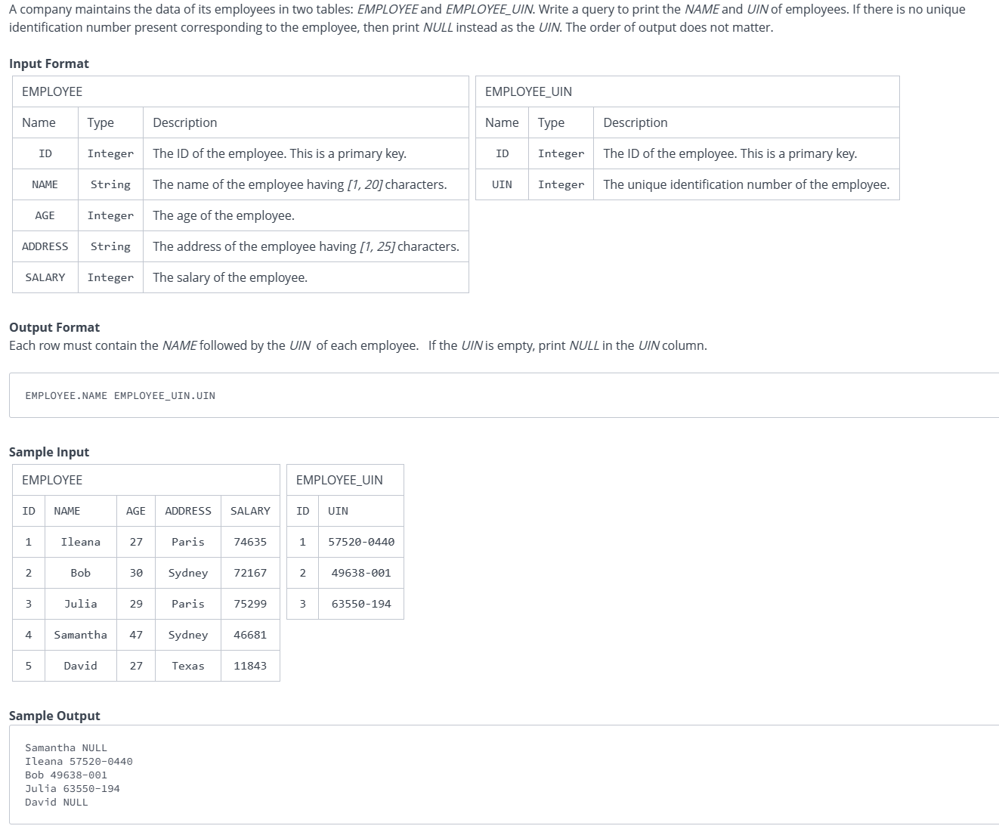 A company maintains the data of its employees in two tables: EMPLOYEE and EMPLOYEE_UIN. Write a query to print the NAME and UIN of employees. If there is no unique
identification number present corresponding to the employee, then print NULL instead as the UIN. The order of output does not matter.
Input Format
EMPLOYEE
Name Type Description
ID Integer The ID of the employee. This is a primary key.
NAME String The name of the employee having [1, 20] characters.
AGE Integer The age of the employee.
ADDRESS String The address of the employee having [1, 25] characters.
SALARY Integer The salary of the employee.
EMPLOYEE_UIN
Name Type Description
ID Integer The ID of the employee. This is a primary key.
UIN Integer The unique identification number of the employee.
Output Format
Each row must contain the NAME followed by the UIN of each employee. If the UIN is empty, print NULL in the UIN column.
EMPLOYEE.NAME EMPLOYEE_UIN.UIN
Sample Input
EMPLOYEE
ID NAME AGE ADDRESS SALARY
1 Ileana 27 Paris 74635
2 Bob 30 Sydney 72167
3 Julia 29 Paris 75299
4 Samantha 47 Sydney 46681
5 David 27 Texas 11843
EMPLOYEE_UIN
ID UIN
1 57520-0440
2 49638-001
3 63550-194
Sample Output
Samantha NULL
Ileana 57520-0440
Bob 49638-001
Julia 63550-194
David NULL